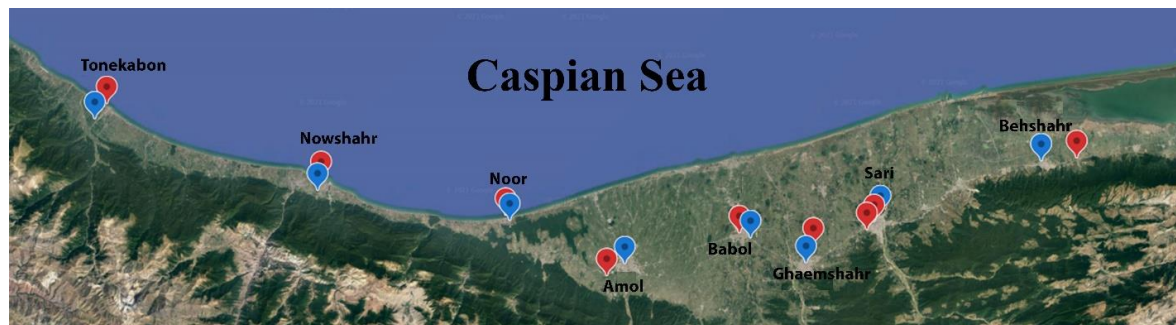 Caspian Sea
Tonekabon
Nowshahr
Noor
Amol
Babol
Ghaemshahr
Sari
Behshahr